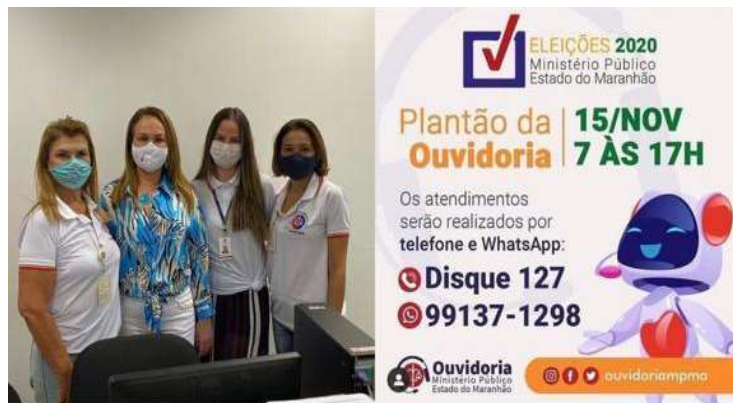 ELEIÇÕES 2020
Ministério Público
Estado do Maranhão
Plantão da
Ouvidoria
15/NOV
7 ÀS 17H
Os atendimentos
serão realizados por
telefone e WhatsApp:
Disque 127
99137-1298
Ouvidoria
Ministério Público
Estado do Maranhão
ouvidoriampma